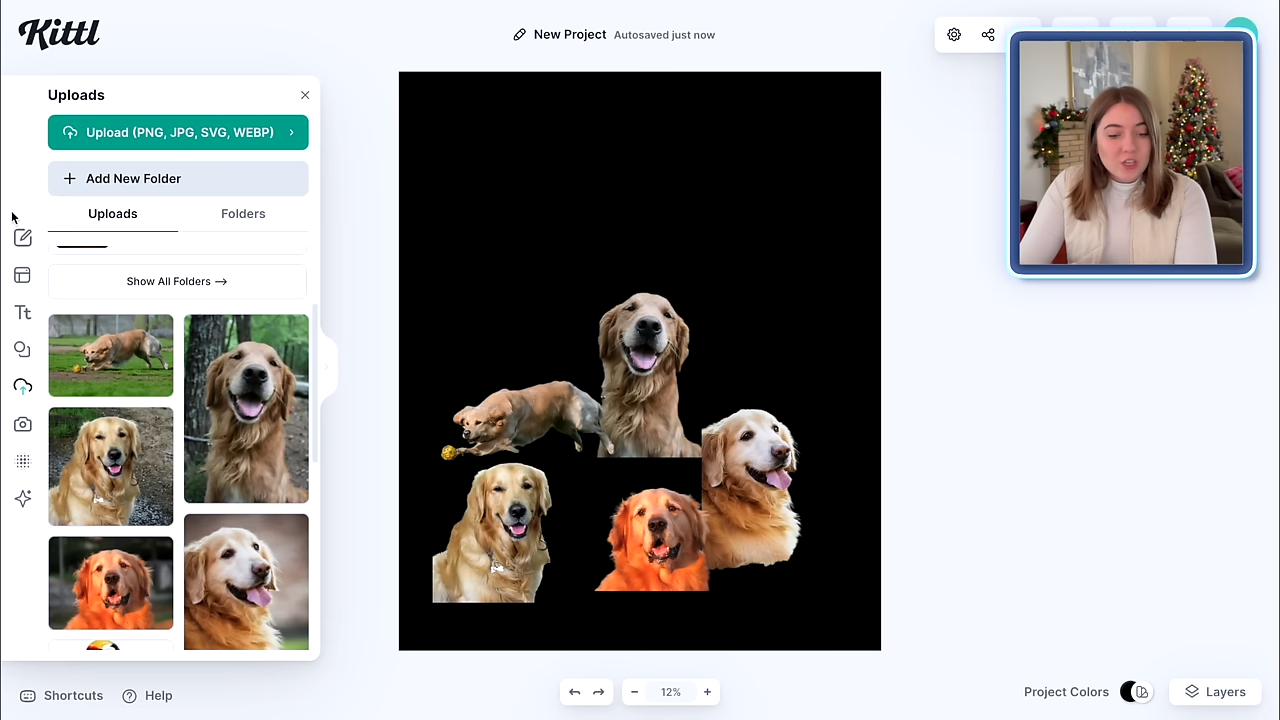 Kittl
New Project Autosaved just now
Uploads
Upload (PNG, JPG, SVG, WEBP)
Add New Folder
Uploads Folders
Show All Folders
Tt
Shortcuts Help
12%
Project Colors Layers